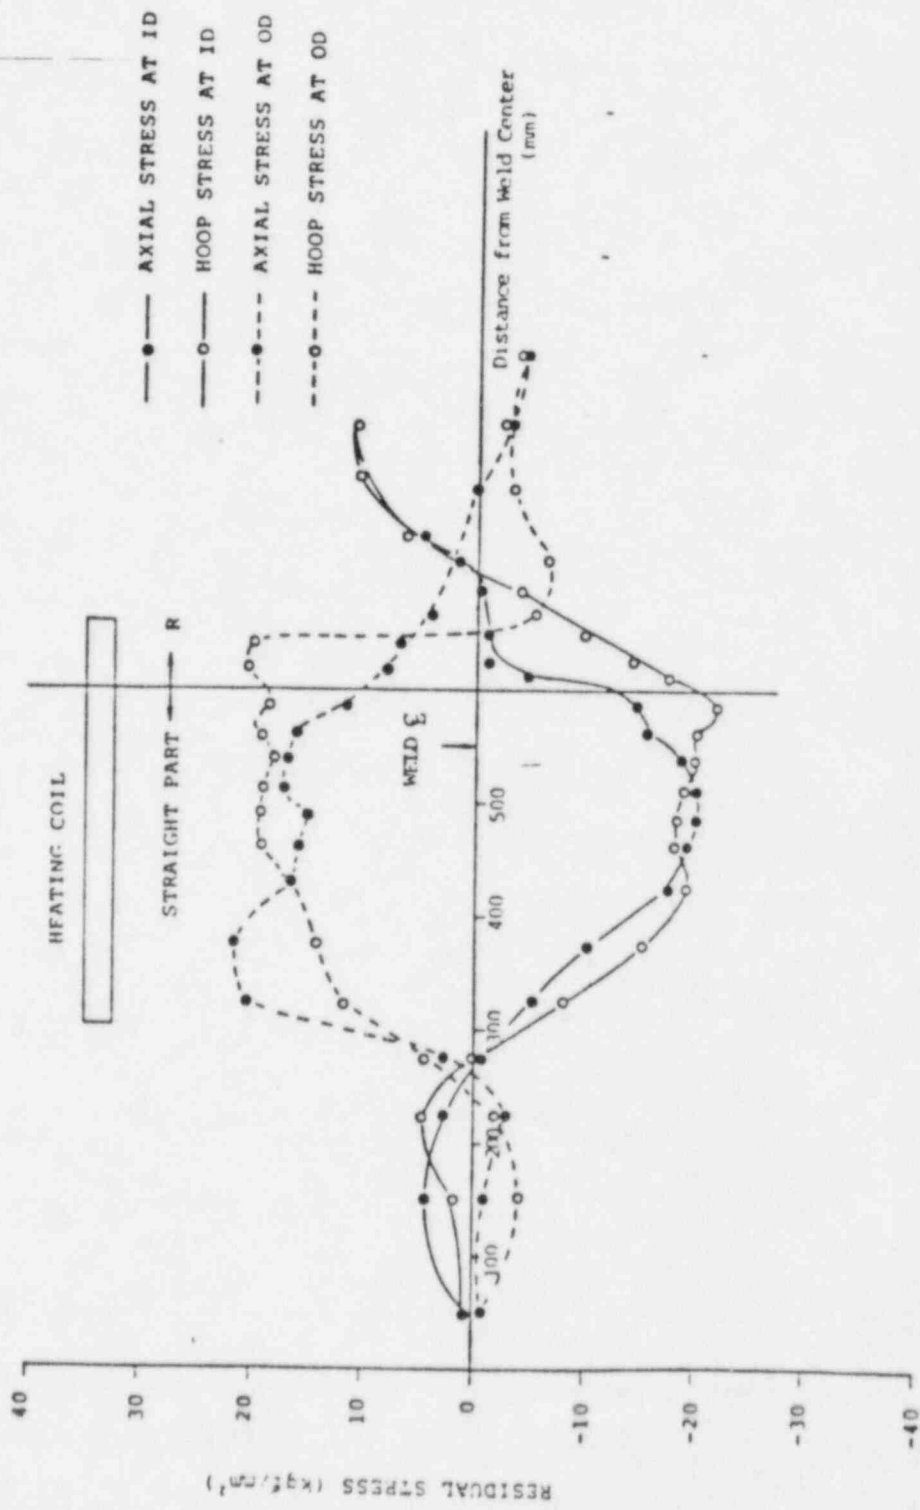 AXIAL STRESS AT ID
HOOP STRESS AT ID
AXIAL STRESS AT OD
HOOP STRESS AT OD
HEATING COIL
STRAIGHT PART
R
WELD
Distance from Weld Center
(mm)
100
200
300
400
500
40
30
20
10
0
-10
-20
-30
-40
RESIDUAL STRESS (kgf/mm²)